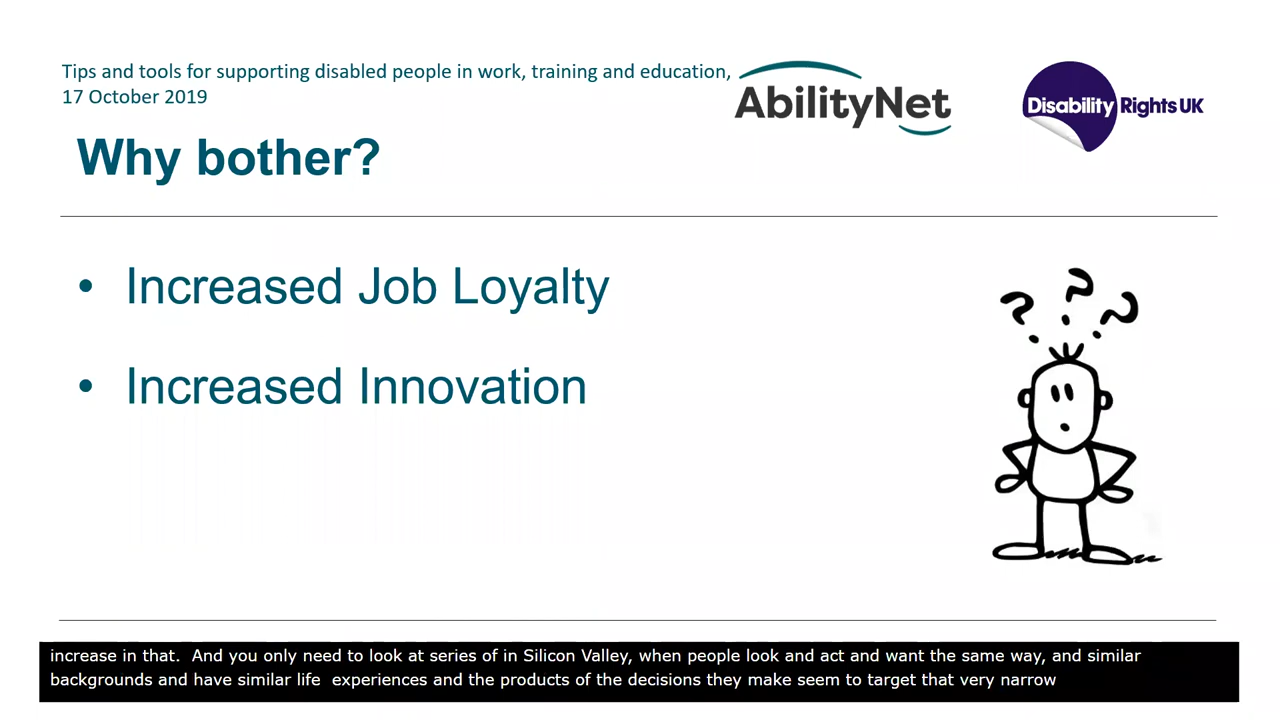 Tips and tools for supporting disabled people in work, training and education,
17 October 2019
AbilityNet
Disability Rights UK
Why bother?
• Increased Job Loyalty
• Increased Innovation
? ? ?
increase in that.  And you only need to look at series of in Silicon Valley, when people look and act and want the same way, and similar
backgrounds and have similar life  experiences and the products of the decisions they make seem to target that very narrow